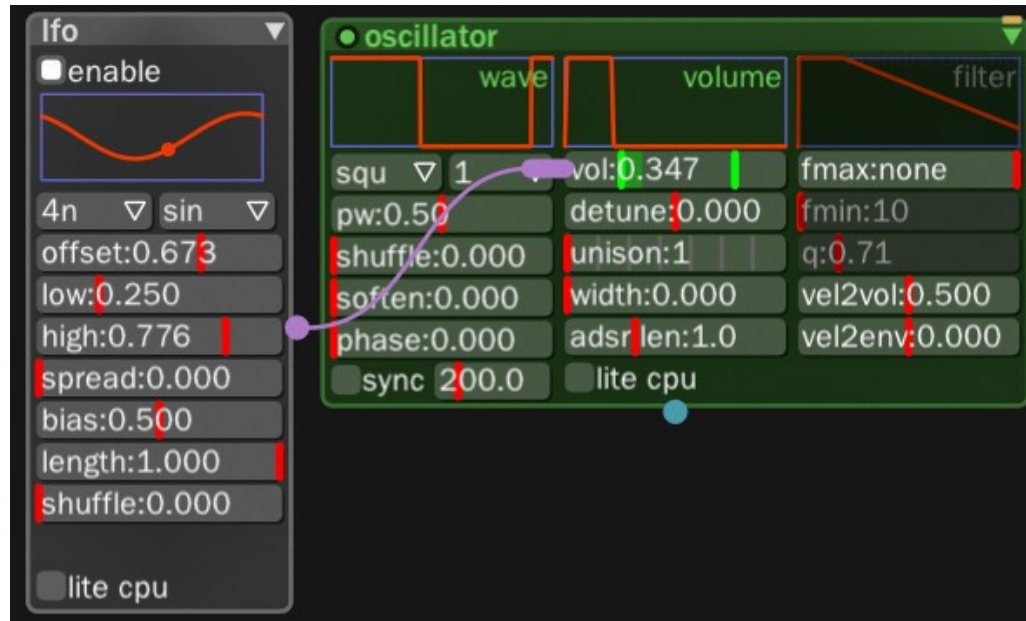 lfo
enable
4n sin
offset:0.673
low:0.250
high:0.776
spread:0.000
bias:0.500
length:1.000
shuffle:0.000
lite cpu
oscillator
wave
squ 1
pw:0.50
shuffle:0.000
soften:0.000
phase:0.000
sync 200.0
volume
vol:0.347
detune:0.000
unison:1
width:0.000
adsr len:1.0
lite cpu
filter
fmax:none
fmin:10
q:0.71
vel2vol:0.500
vel2env:0.000